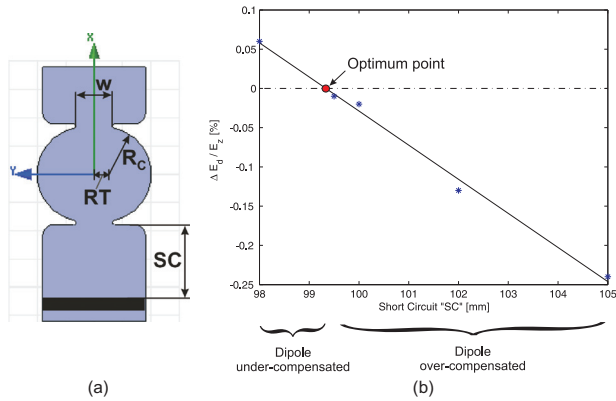 X
w
R_C
Y
RT
SC
(a)
0.1
0.05
0
-0.05
-0.1
-0.15
-0.2
-0.25
Δ E_d / E_z [%]
Optimum point
98
99
100
101
102
103
104
105
Short Circuit "SC" [mm]
Dipole
under-compensated
Dipole
over-compensated
(b)